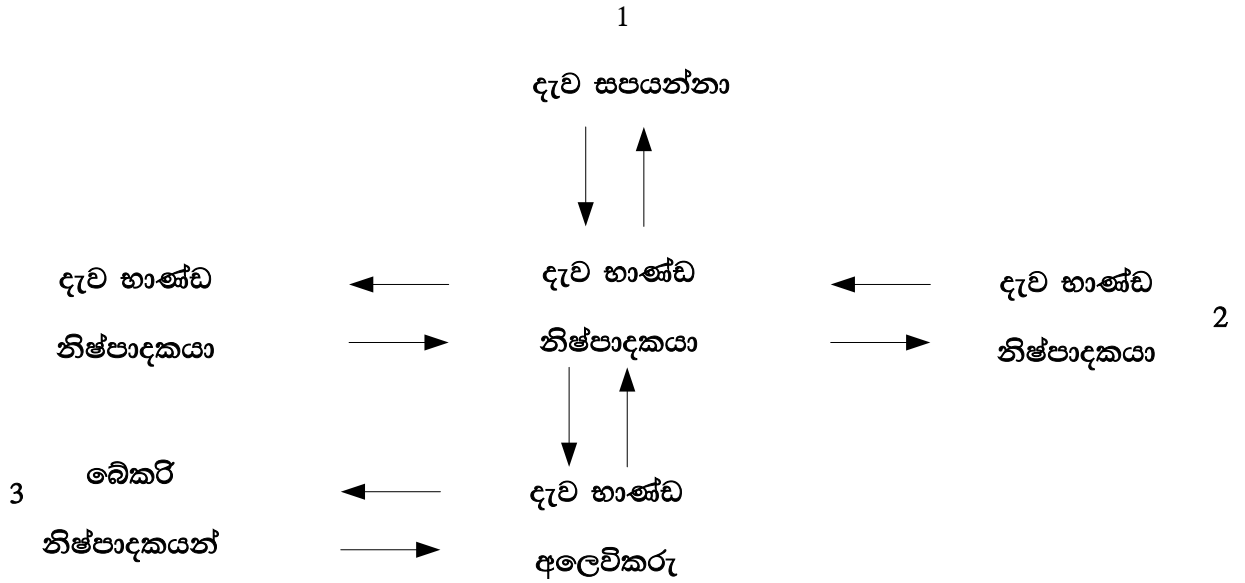 1
දැව සපයන්නා
දැව භාණ්ඩ
නිෂ්පාදකයා
දැව භාණ්ඩ
නිෂ්පාදකයා
දැව භාණ්ඩ
නිෂ්පාදකයා
2
3
බේකරි
නිෂ්පාදකයන්
දැව භාණ්ඩ
අලෙවිකරු